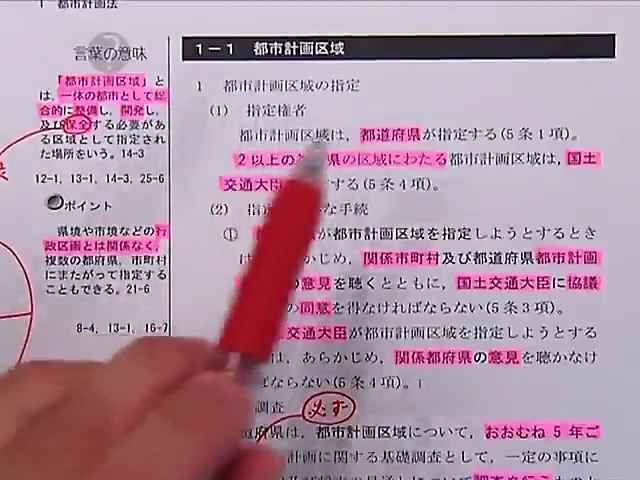 1 都市計画法
言葉の意味
「都市計画区域」と
は、一体の都市として総
合的に整備し、開発し、
及び保全する必要があ
る区域として指定され
た場所をいう。14-3
12-1, 13-1, 14-3, 25-6
ポイント
県境や市境などの行
政区画とは関係なく、
複数の都府県、市町村
にまたがって指定する
こともできる。21-6
8-4, 13-1, 16-7
1-1 都市計画区域
1 都市計画区域の指定
(1) 指定権者
都市計画区域は、都道府県が指定する(5条1項)。
2以上の 県の区域にわたる都市計画区域は、国土
交通大臣 する(5条4項)。
(2) 指定 な手続
① が都市計画区域を指定しようとするとき
は かじめ、関係市町村及び都道府県都市計画
の意見を聴くとともに、国土交通大臣に協議
の同意を得なければならない(5条3項)。
交通大臣が都市計画区域を指定しようとする
は、あらかじめ、関係都府県の意見を聴かなけ
ばならない(5条4項)。
調査 必ず
府県は、都市計画区域について、おおむね5年ご
計画に関する基礎調査として、一定の事項に